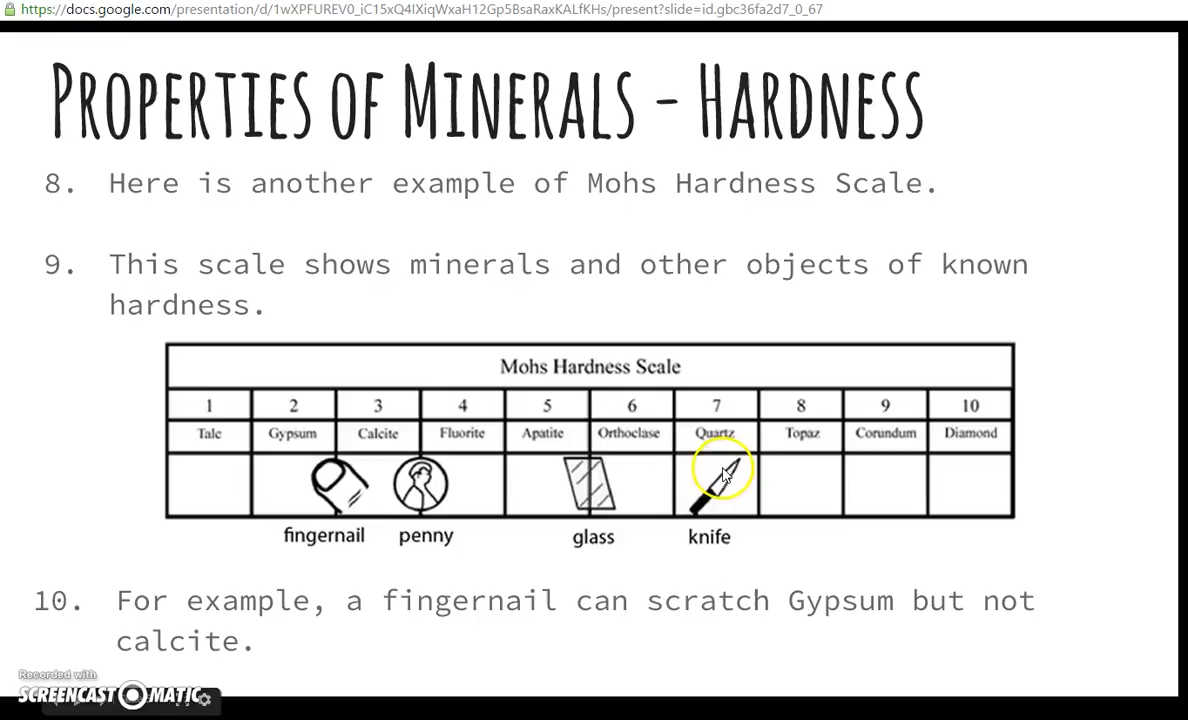 https://docs.google.com/presentation/d/1wXPFUREV0_iC15xQ4IXiqWxaH12Gp5BsaRaxKALfKHs/present?slide=id.gbc36fa2d7_0_67
PROPERTIES OF MINERALS - HARDNESS
8. Here is another example of Mohs Hardness Scale.
9. This scale shows minerals and other objects of known
hardness.
Mohs Hardness Scale
1 2 3 4 5 6 7 8 9 10
Talc Gypsum Calcite Fluorite Apatite Orthoclase Quartz Topaz Corundum Diamond
fingernail penny glass knife
10. For example, a fingernail can scratch Gypsum but not
calcite.
Recorded with
SCREENCAST-O-MATIC